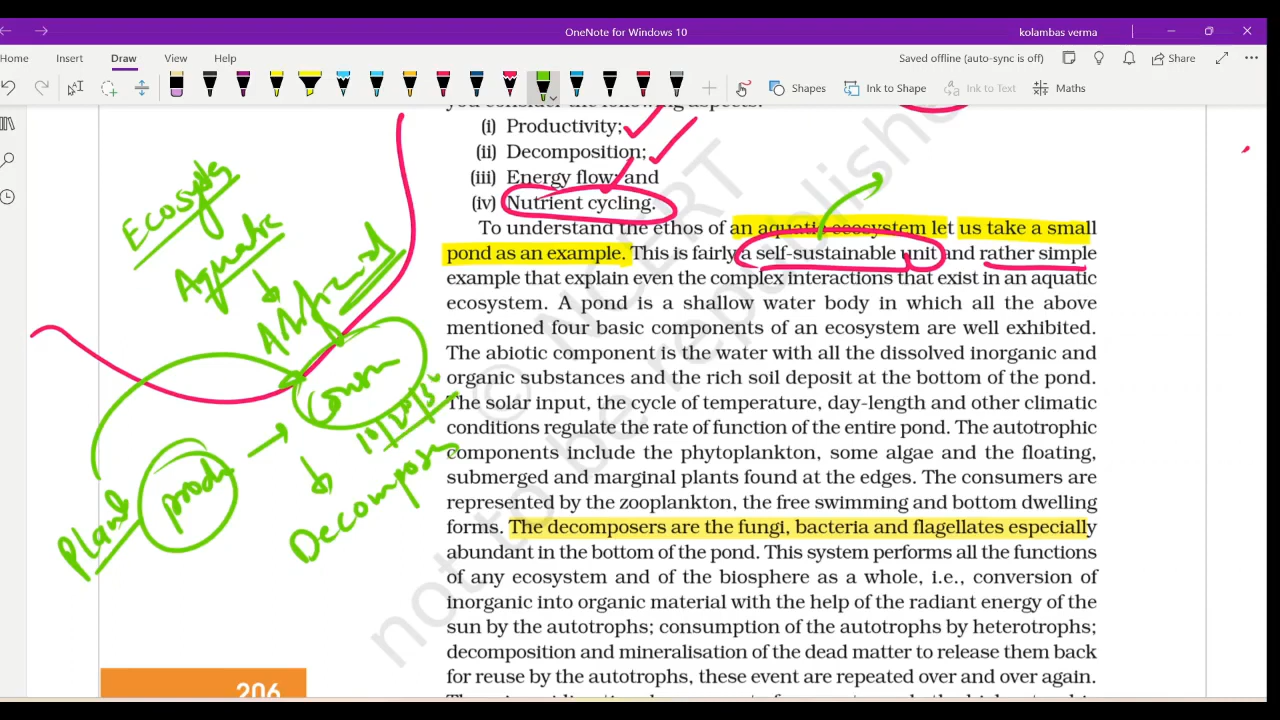 OneNote for Windows 10
kolambas verma
Home Insert Draw View Help
Saved offline (auto-sync is off)
Share
Shapes
Ink to Shape
Ink to Text
Maths
you consider the following aspects:
(i) Productivity;
(ii) Decomposition;
(iii) Energy flow; and
(iv) Nutrient cycling.
To understand the ethos of an aquatic ecosystem let us take a small
pond as an example. This is fairly a self-sustainable unit and rather simple
example that explain even the complex interactions that exist in an aquatic
ecosystem. A pond is a shallow water body in which all the above
mentioned four basic components of an ecosystem are well exhibited.
The abiotic component is the water with all the dissolved inorganic and
organic substances and the rich soil deposit at the bottom of the pond.
The solar input, the cycle of temperature, day-length and other climatic
conditions regulate the rate of function of the entire pond. The autotrophic
components include the phytoplankton, some algae and the floating,
submerged and marginal plants found at the edges. The consumers are
represented by the zooplankton, the free swimming and bottom dwelling
forms. The decomposers are the fungi, bacteria and flagellates especially
abundant in the bottom of the pond. This system performs all the functions
of any ecosystem and of the biosphere as a whole, i.e., conversion of
inorganic into organic material with the help of the radiant energy of the
sun by the autotrophs; consumption of the autotrophs by heterotrophs;
decomposition and mineralisation of the dead matter to release them back
for reuse by the autotrophs, these event are repeated over and over again.
206
© NCERT
not to be republished
Aquatic
Plant
produ
Decompose